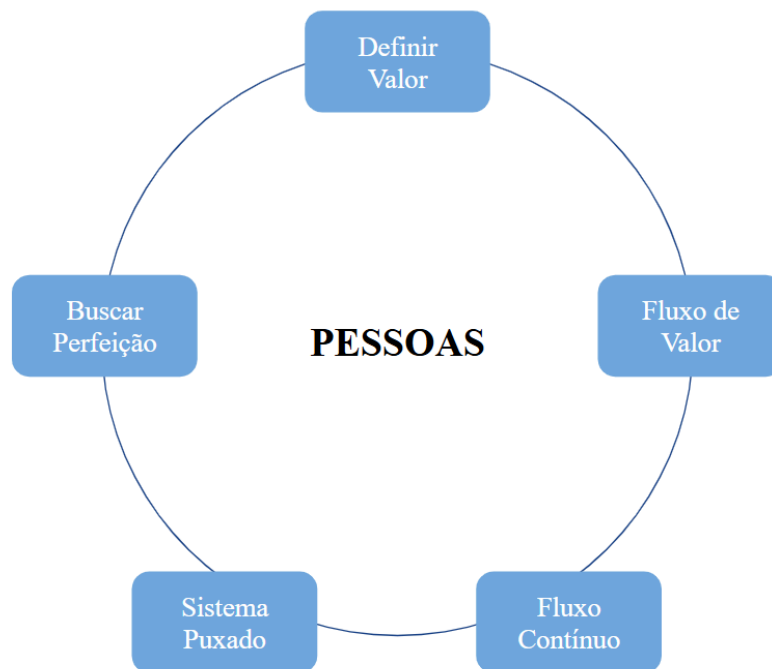 Definir
Valor
Buscar
Perfeição
PESSOAS
Fluxo de
Valor
Sistema
Puxado
Fluxo
Contínuo